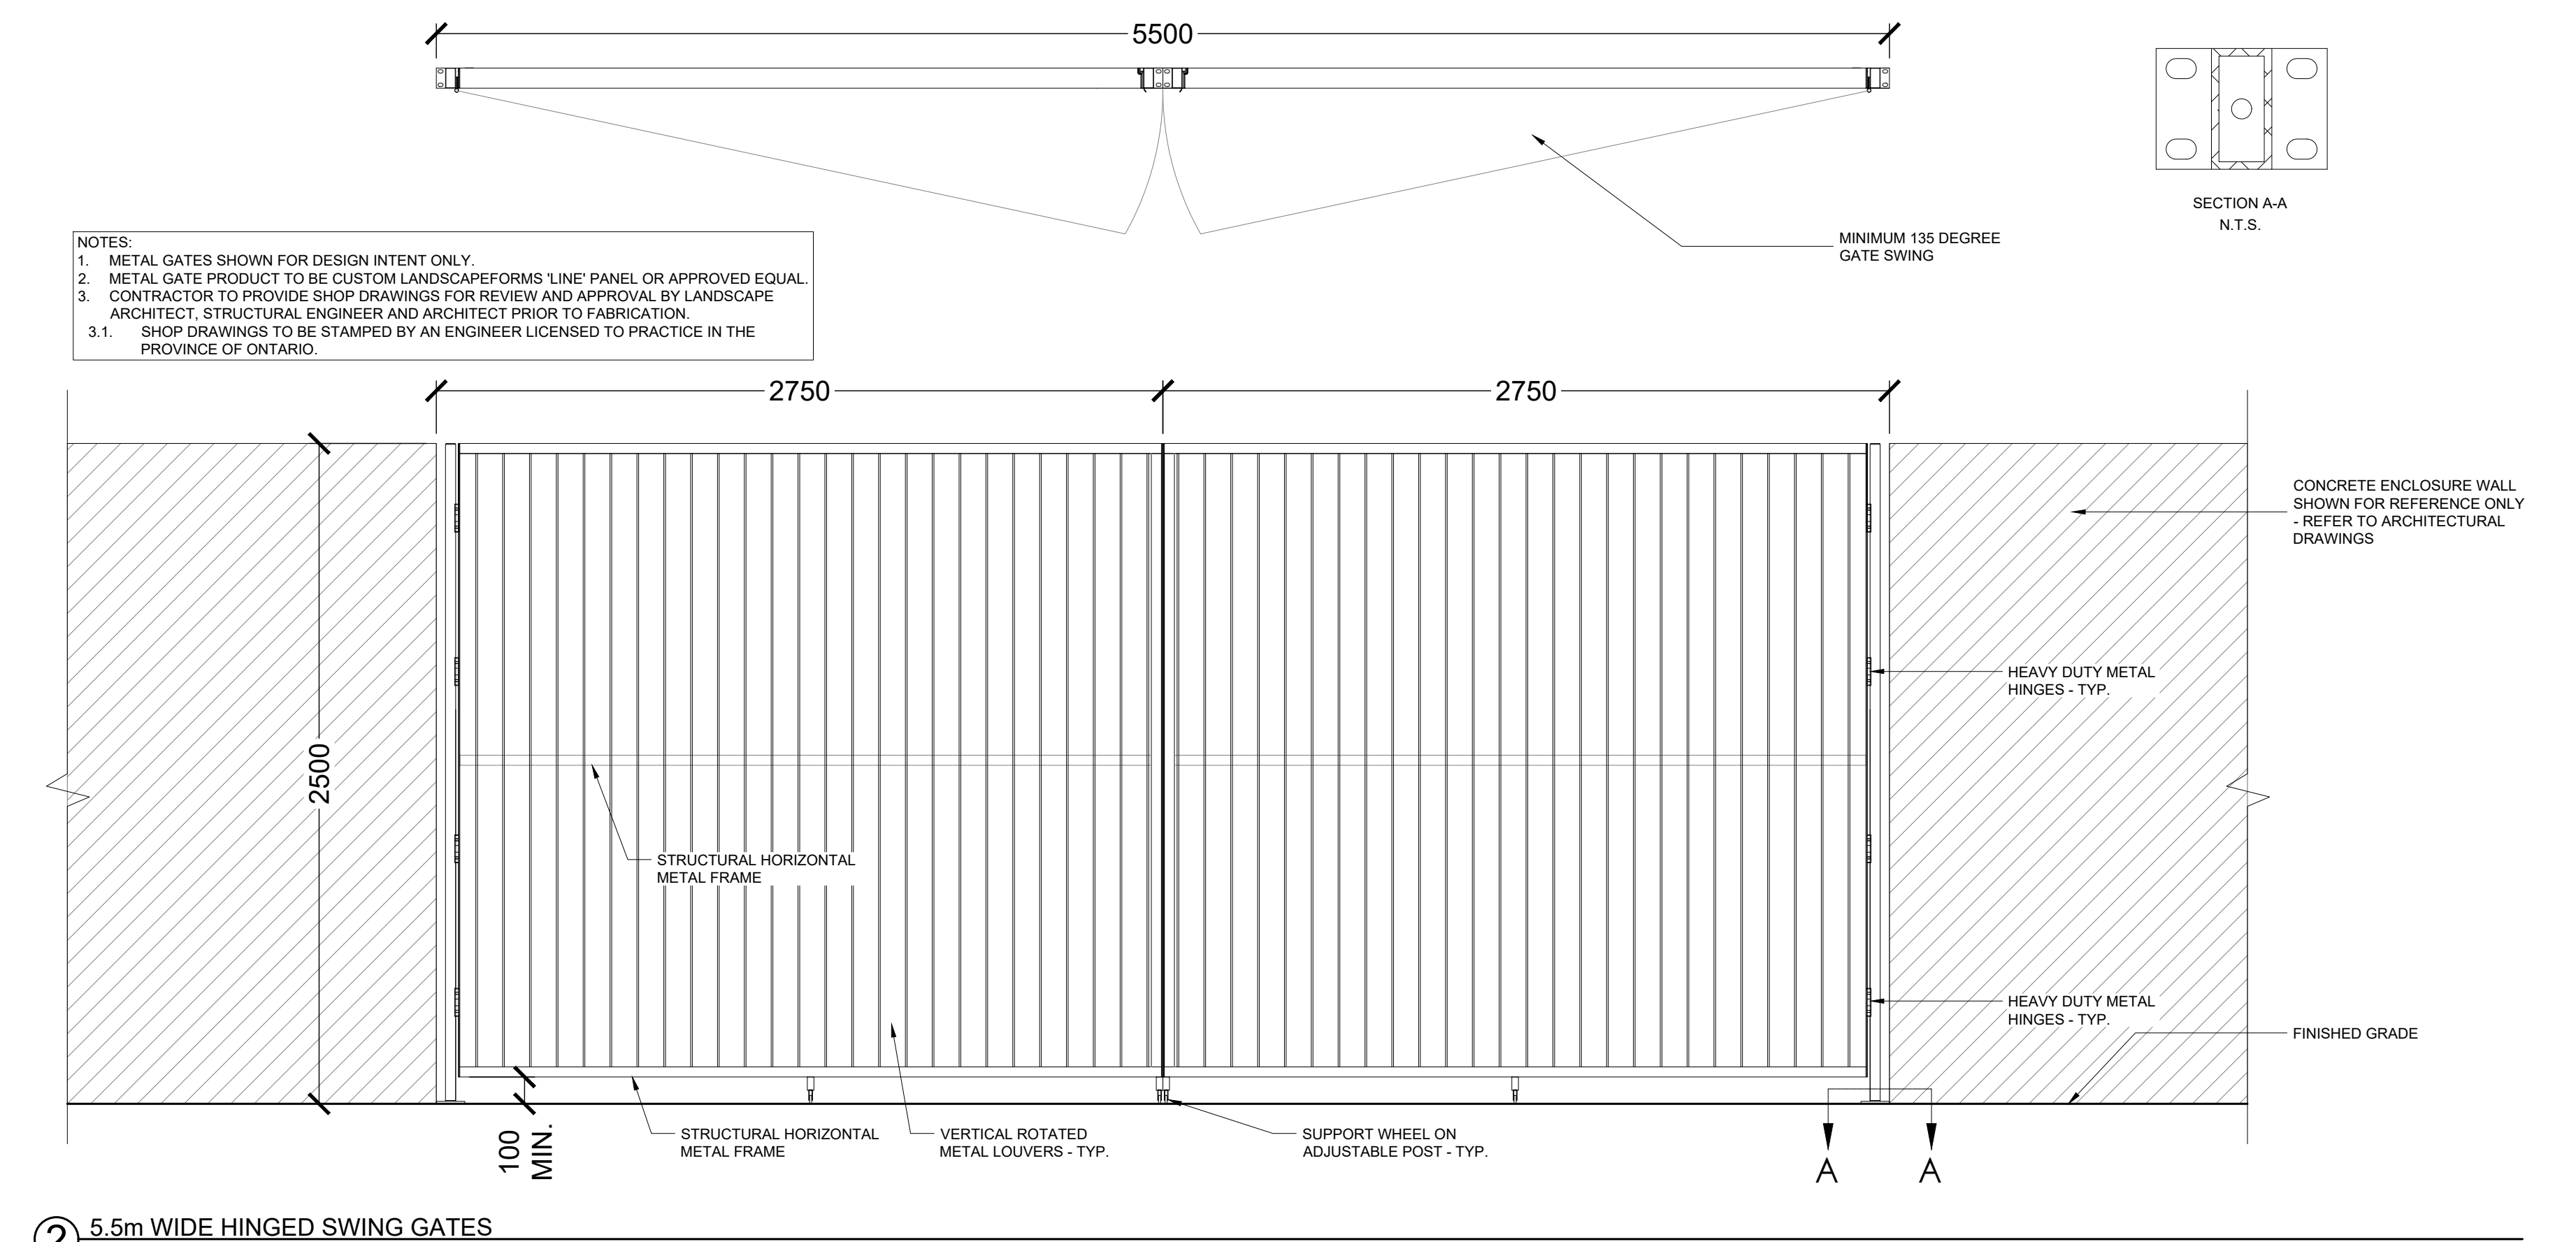 5500
SECTION A-A
N.T.S.
MINIMUM 135 DEGREE
GATE SWING
NOTES:
1. METAL GATES SHOWN FOR DESIGN INTENT ONLY.
2. METAL GATE PRODUCT TO BE CUSTOM LANDSCAPEFORMS 'LINE' PANEL OR APPROVED EQUAL.
3. CONTRACTOR TO PROVIDE SHOP DRAWINGS FOR REVIEW AND APPROVAL BY LANDSCAPE
ARCHITECT, STRUCTURAL ENGINEER AND ARCHITECT PRIOR TO FABRICATION.
3.1. SHOP DRAWINGS TO BE STAMPED BY AN ENGINEER LICENSED TO PRACTICE IN THE
PROVINCE OF ONTARIO.
2750
2750
CONCRETE ENCLOSURE WALL
SHOWN FOR REFERENCE ONLY
- REFER TO ARCHITECTURAL
DRAWINGS
HEAVY DUTY METAL
HINGES - TYP.
2500
STRUCTURAL HORIZONTAL
METAL FRAME
HEAVY DUTY METAL
HINGES - TYP.
FINISHED GRADE
100
MIN.
STRUCTURAL HORIZONTAL
METAL FRAME
VERTICAL ROTATED
METAL LOUVERS - TYP.
SUPPORT WHEEL ON
ADJUSTABLE POST - TYP.
A
A
2
5.5m WIDE HINGED SWING GATES